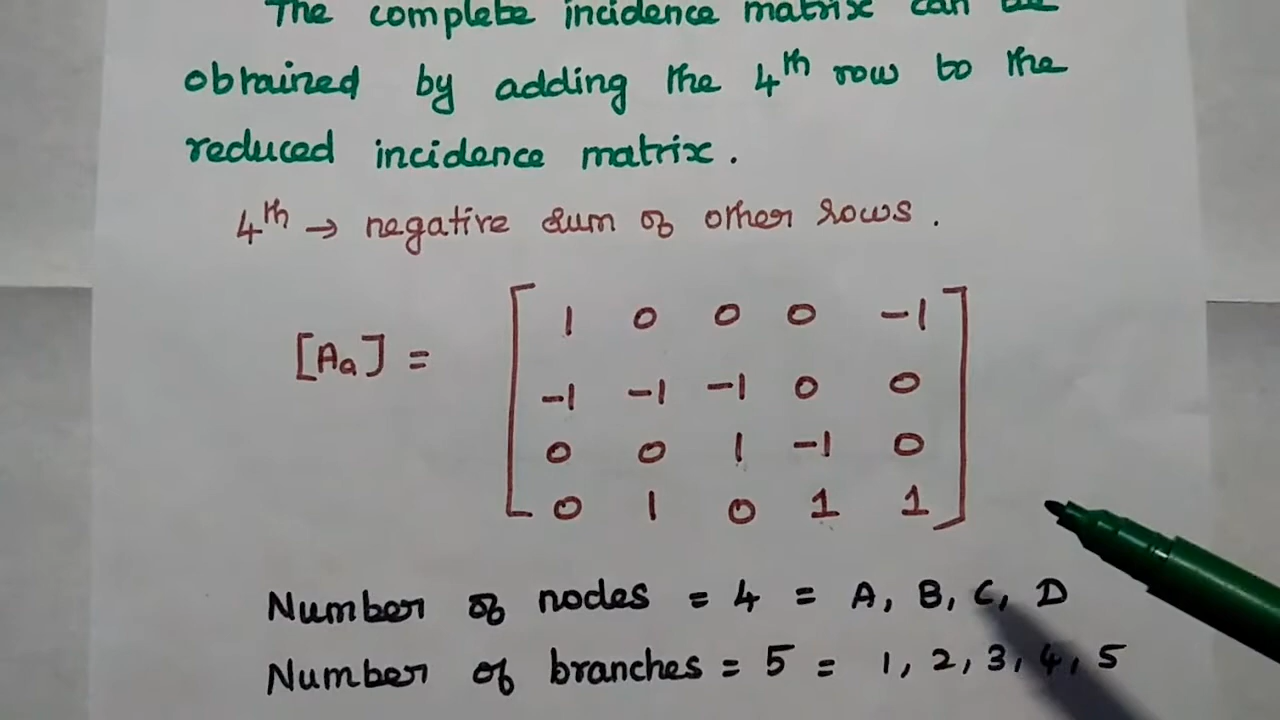 The complete incidence matrix can be
obtained by adding the 4th row to the
reduced incidence matrix.
4th → negative sum of other rows.
[Aa] =
1 0 0 0 -1
-1 -1 -1 0 0
0 0 1 -1 0
0 1 0 1 1
Number of nodes = 4 = A, B, C, D
Number of branches = 5 = 1, 2, 3, 4, 5